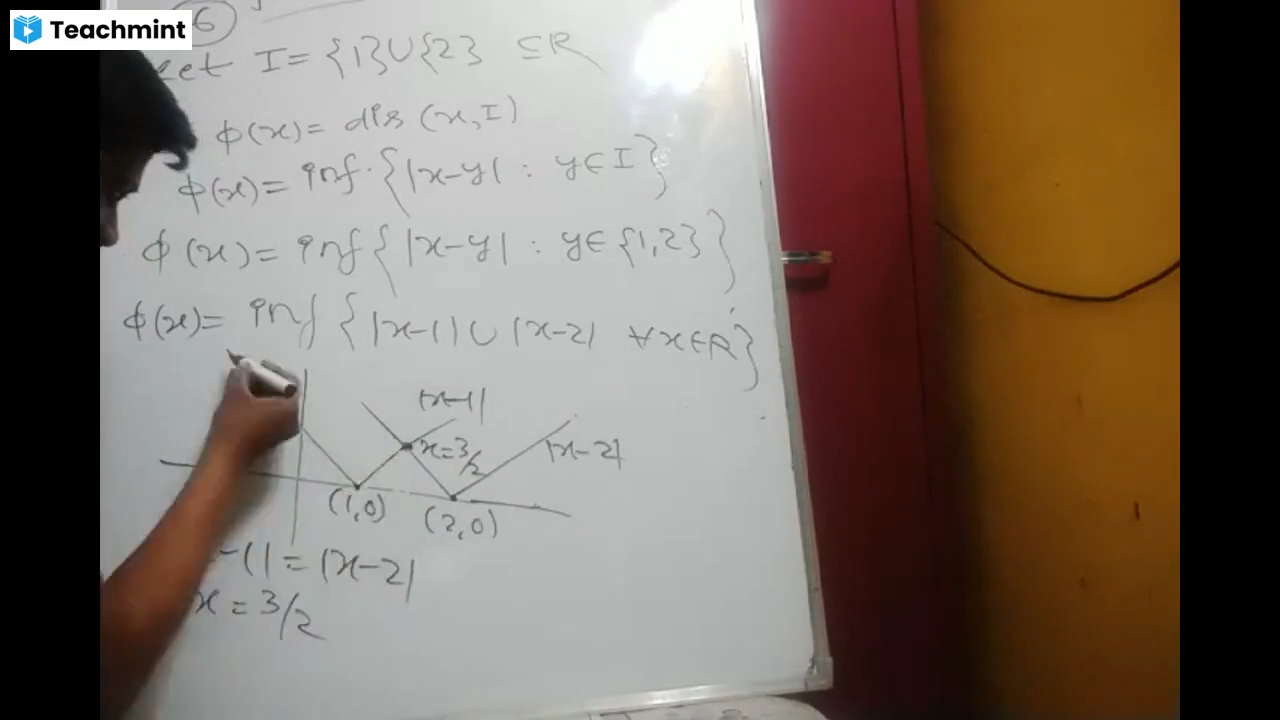 Teachmint
6
Let I = {1}∪{2} ⊆R
ϕ(x)= dis (x, I)
ϕ(x)= inf. {|x-y| : y∈I}
ϕ(x)= inf {|x-y| : y∈{1,2}}
ϕ(x)= inf {|x-1|∪|x-2| ∀x∈R}
|x-1|
x=3/2
|x-2|
(1,0)
(2,0)
-1|=|x-2|
x=3/2